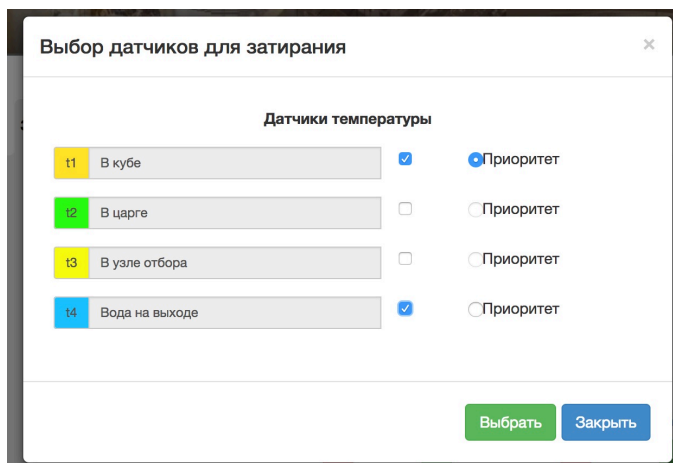 Выбор датчиков для затирания ×
Датчики температуры
t1 В кубе Приоритет
t2 В царге Приоритет
t3 В узле отбора Приоритет
t4 Вода на выходе Приоритет
Выбрать Закрыть